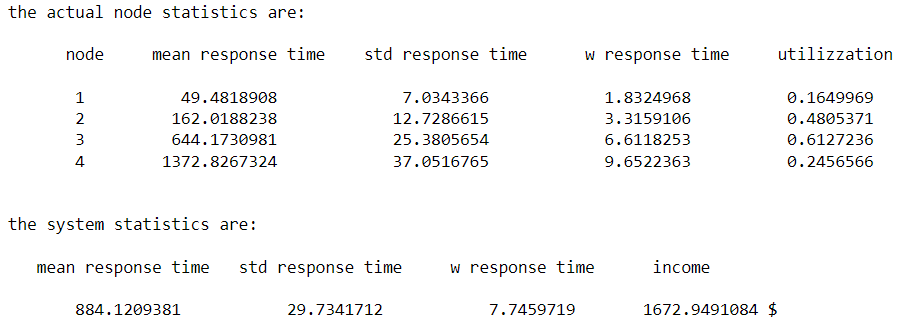 the actual node statistics are:
node mean response time std response time w response time utilizzation
1 49.4818908 7.0343366 1.8324968 0.1649969
2 162.0188238 12.7286615 3.3159106 0.4805371
3 644.1730981 25.3805654 6.6118253 0.6127236
4 1372.8267324 37.0516765 9.6522363 0.2456566
the system statistics are:
mean response time std response time w response time income
884.1209381 29.7341712 7.7459719 1672.9491084 $